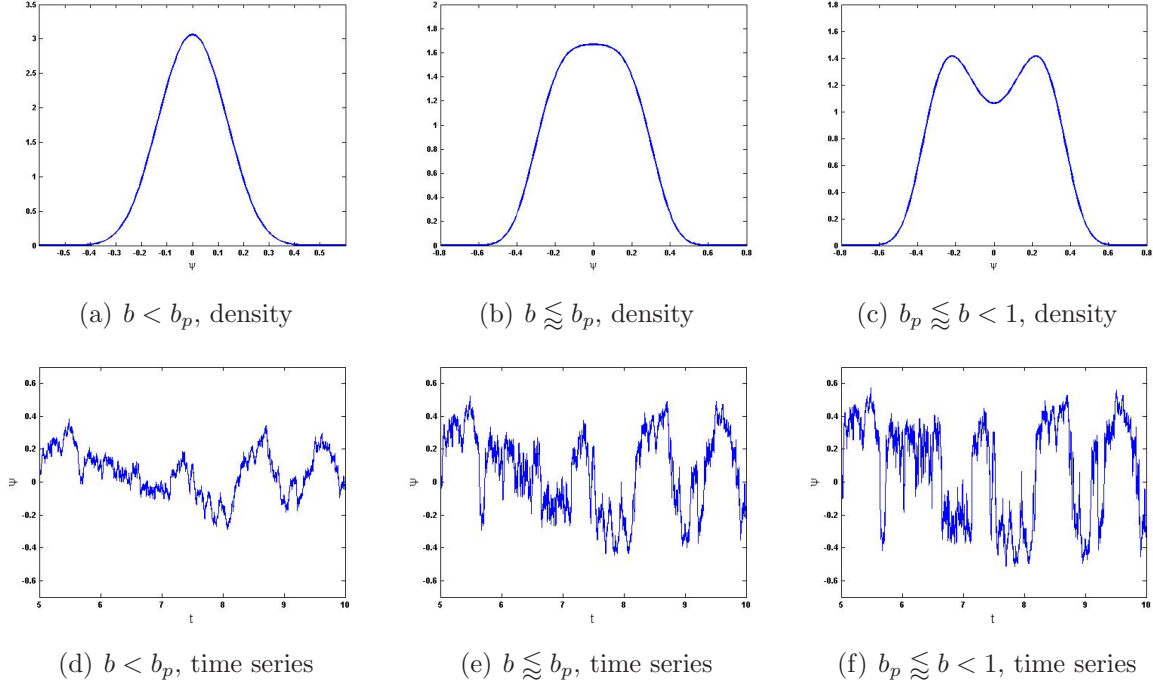 3.5
3
2.5
2
1.5
1
0.5
0
-0.5 -0.4 -0.3 -0.2 -0.1 0 0.1 0.2 0.3 0.4 0.5
ψ
(a) b < b_p, density
2
1.8
1.6
1.4
1.2
1
0.8
0.6
0.4
0.2
0
-0.8 -0.6 -0.4 -0.2 0 0.2 0.4 0.6 0.8
ψ
(b) b ⪅ b_p, density
1.8
1.6
1.4
1.2
1
0.8
0.6
0.4
0.2
0
-0.8 -0.6 -0.4 -0.2 0 0.2 0.4 0.6 0.8
ψ
(c) b_p ⪅ b < 1, density
0.6
0.4
0.2
0
-0.2
-0.4
-0.6
ψ
5 6 7 8 9 10
t
(d) b < b_p, time series
0.6
0.4
0.2
0
-0.2
-0.4
-0.6
ψ
5 6 7 8 9 10
t
(e) b ⪅ b_p, time series
0.6
0.4
0.2
0
-0.2
-0.4
-0.6
ψ
5 6 7 8 9 10
t
(f) b_p ⪅ b < 1, time series